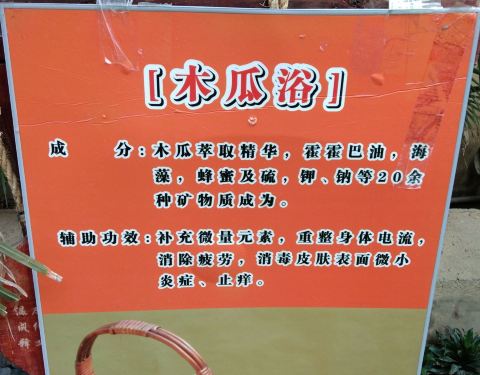 [木瓜浴]
成 分:木瓜萃取精华，霍霍巴油，海
藻，蜂蜜及硫，钾、钠等20余
种矿物质成为。
辅助功效:补充微量元素，重整身体电流，
消除疲劳，消毒皮肤表面微小
炎症、止痒。